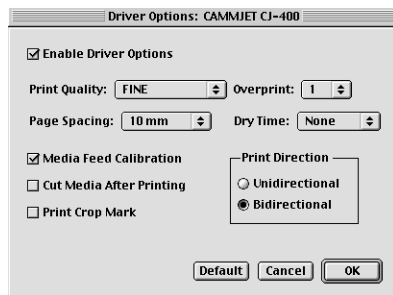 Driver Options: CAMMJET CJ-400
Enable Driver Options
Print Quality: FINE Overprint: 1
Page Spacing: 10 mm Dry Time: None
Media Feed Calibration
Cut Media After Printing
Print Crop Mark
Print Direction
Unidirectional
Bidirectional
Default Cancel OK